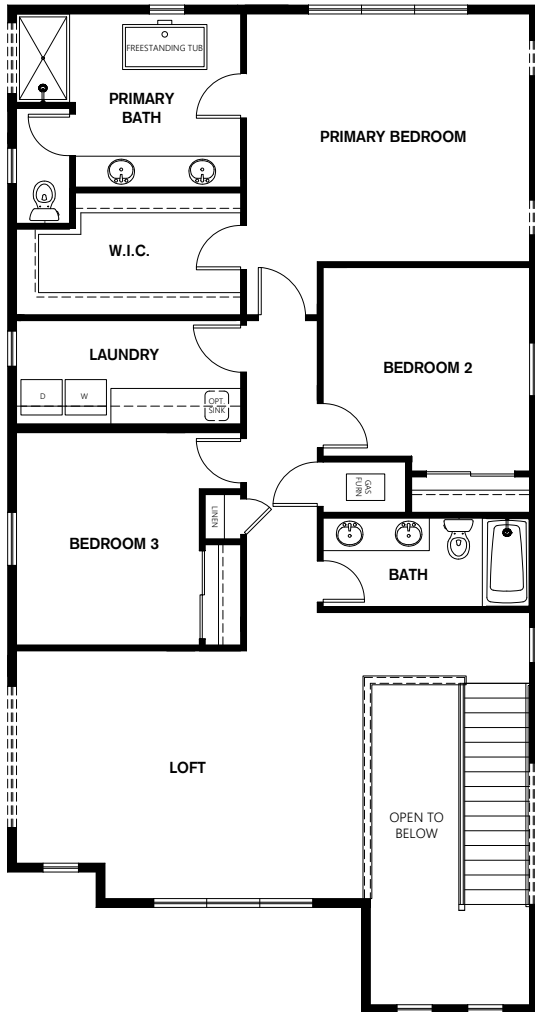 FREESTANDING TUB
PRIMARY
BATH
PRIMARY BEDROOM
W.I.C.
LAUNDRY
D
W
OPT.
SINK
BEDROOM 2
GAS
FURN
LINEN
BEDROOM 3
BATH
LOFT
OPEN TO
BELOW